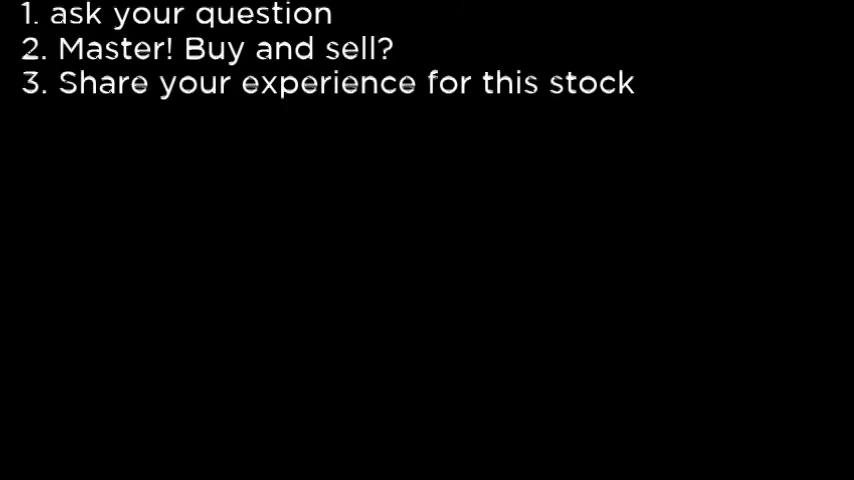 1. ask your question
2. Master! Buy and sell?
3. Share your experience for this stock